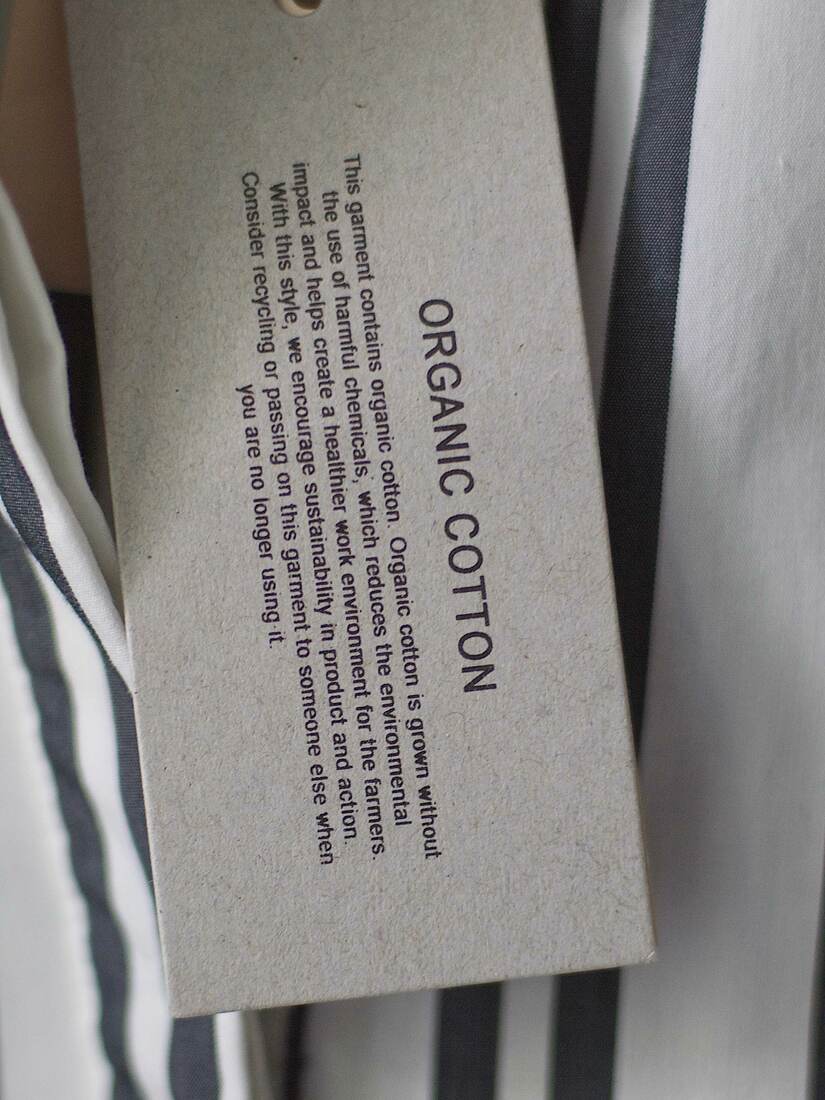 ORGANIC COTTON
This garment contains organic cotton. Organic cotton is grown without
the use of harmful chemicals, which reduces the environmental
impact and helps create a healthier work environment for the farmers.
With this style, we encourage sustainability in product and action.
Consider recycling or passing on this garment to someone else when
you are no longer using it.